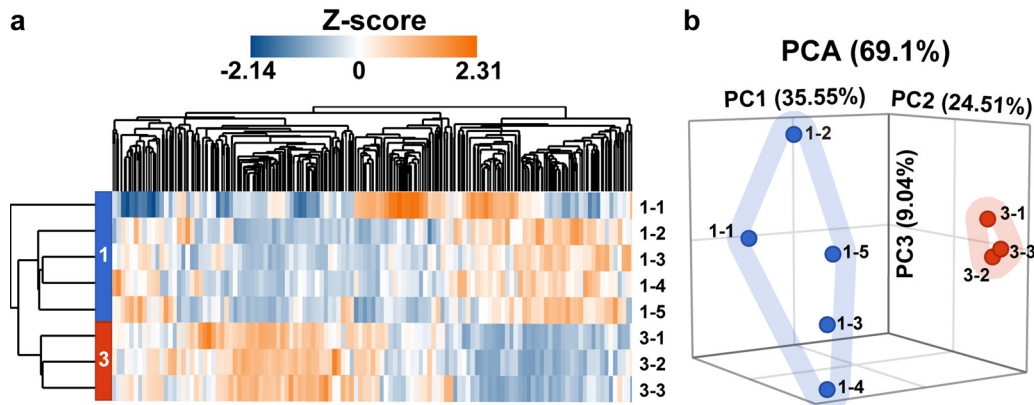 a
Z-score
-2.14 0 2.31
1
3
1-1
1-2
1-3
1-4
1-5
3-1
3-2
3-3
b
PCA (69.1%)
PC1 (35.55%) PC2 (24.51%)
PC3 (9.04%)
1-2
1-1
1-5
1-3
1-4
3-1
3-3
3-2